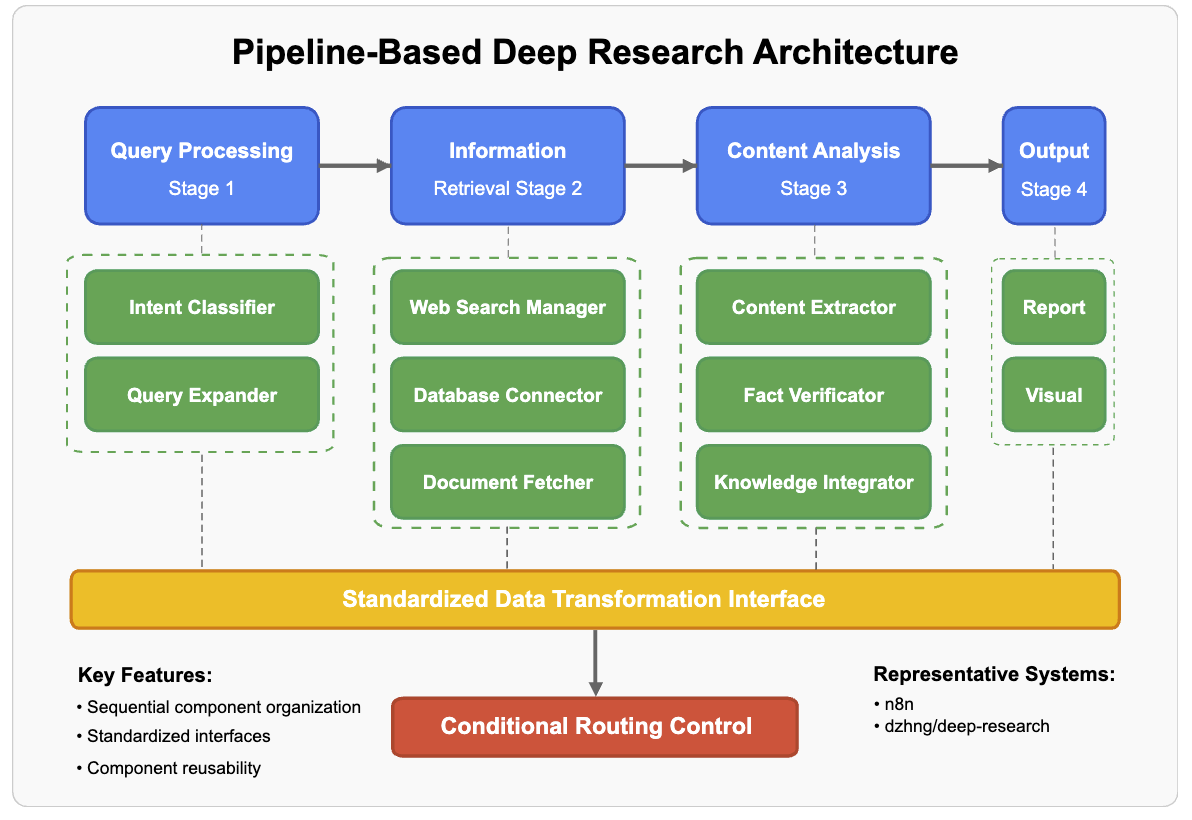 Pipeline-Based Deep Research Architecture
Query Processing
Stage 1
Information
Retrieval Stage 2
Content Analysis
Stage 3
Output
Stage 4
Intent Classifier
Query Expander
Web Search Manager
Database Connector
Document Fetcher
Content Extractor
Fact Verificator
Knowledge Integrator
Report
Visual
Standardized Data Transformation Interface
Conditional Routing Control
Key Features:
• Sequential component organization
• Standardized interfaces
• Component reusability
Representative Systems:
• n8n
• dzhng/deep-research